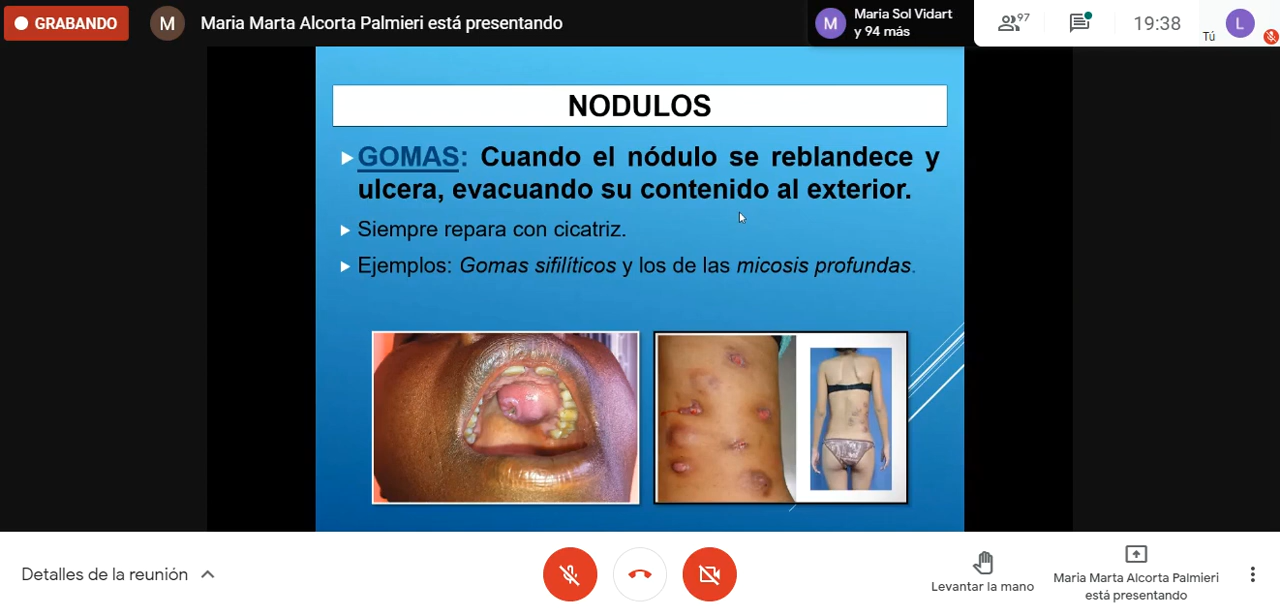 GRABANDO
M
Maria Marta Alcorta Palmieri está presentando
M
Maria Sol Vidart
y 94 más
97
19:38
Tú
L
NODULOS
GOMAS: Cuando el nódulo se reblandece y
ulcera, evacuando su contenido al exterior.
Siempre repara con cicatriz.
Ejemplos: Gomas sifilíticos y los de las micosis profundas.
Detalles de la reunión
Levantar la mano
Maria Marta Alcorta Palmieri
está presentando